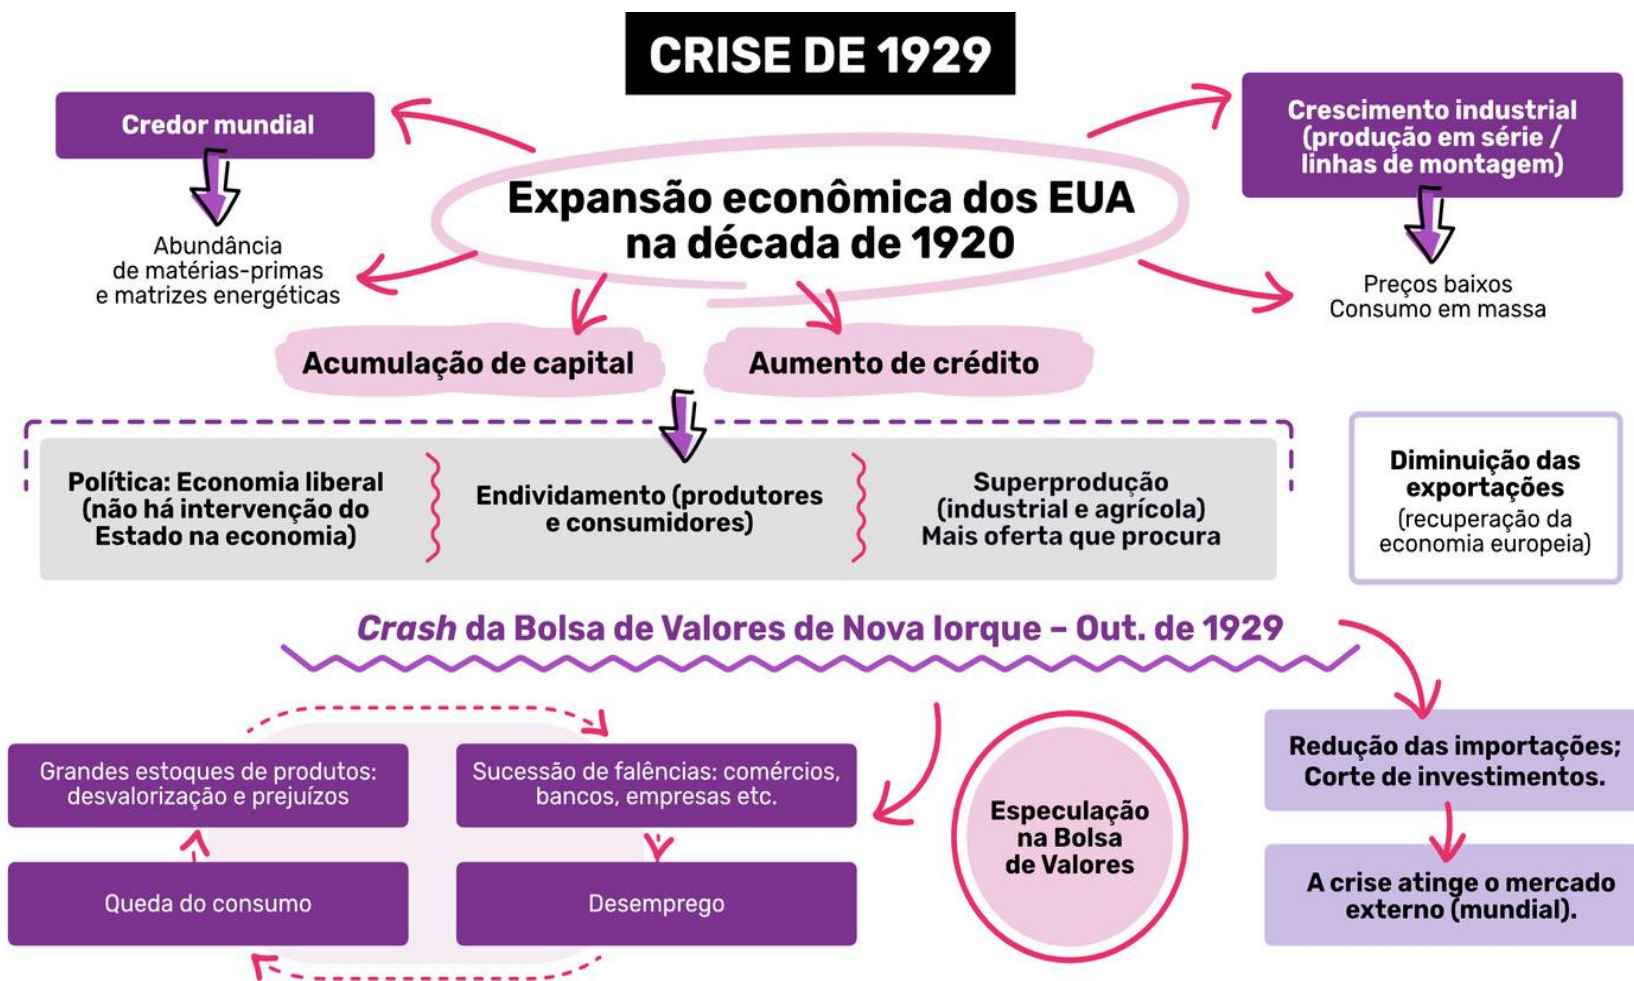 CRISE DE 1929
Credor mundial
Crescimento industrial
(produção em série /
linhas de montagem)
Expansão econômica dos EUA
na década de 1920
Abundância
de matérias-primas
e matrizes energéticas
Preços baixos
Consumo em massa
Acumulação de capital
Aumento de crédito
Política: Economia liberal
(não há intervenção do
Estado na economia)
Endividamento (produtores
e consumidores)
Superprodução
(industrial e agrícola)
Mais oferta que procura
Diminuição das
exportações
(recuperação da
economia europeia)
Crash da Bolsa de Valores de Nova Iorque – Out. de 1929
Grandes estoques de produtos:
desvalorização e prejuízos
Sucessão de falências: comércios,
bancos, empresas etc.
Queda do consumo
Desemprego
Especulação
na Bolsa
de Valores
Redução das importações;
Corte de investimentos.
A crise atinge o mercado
externo (mundial).